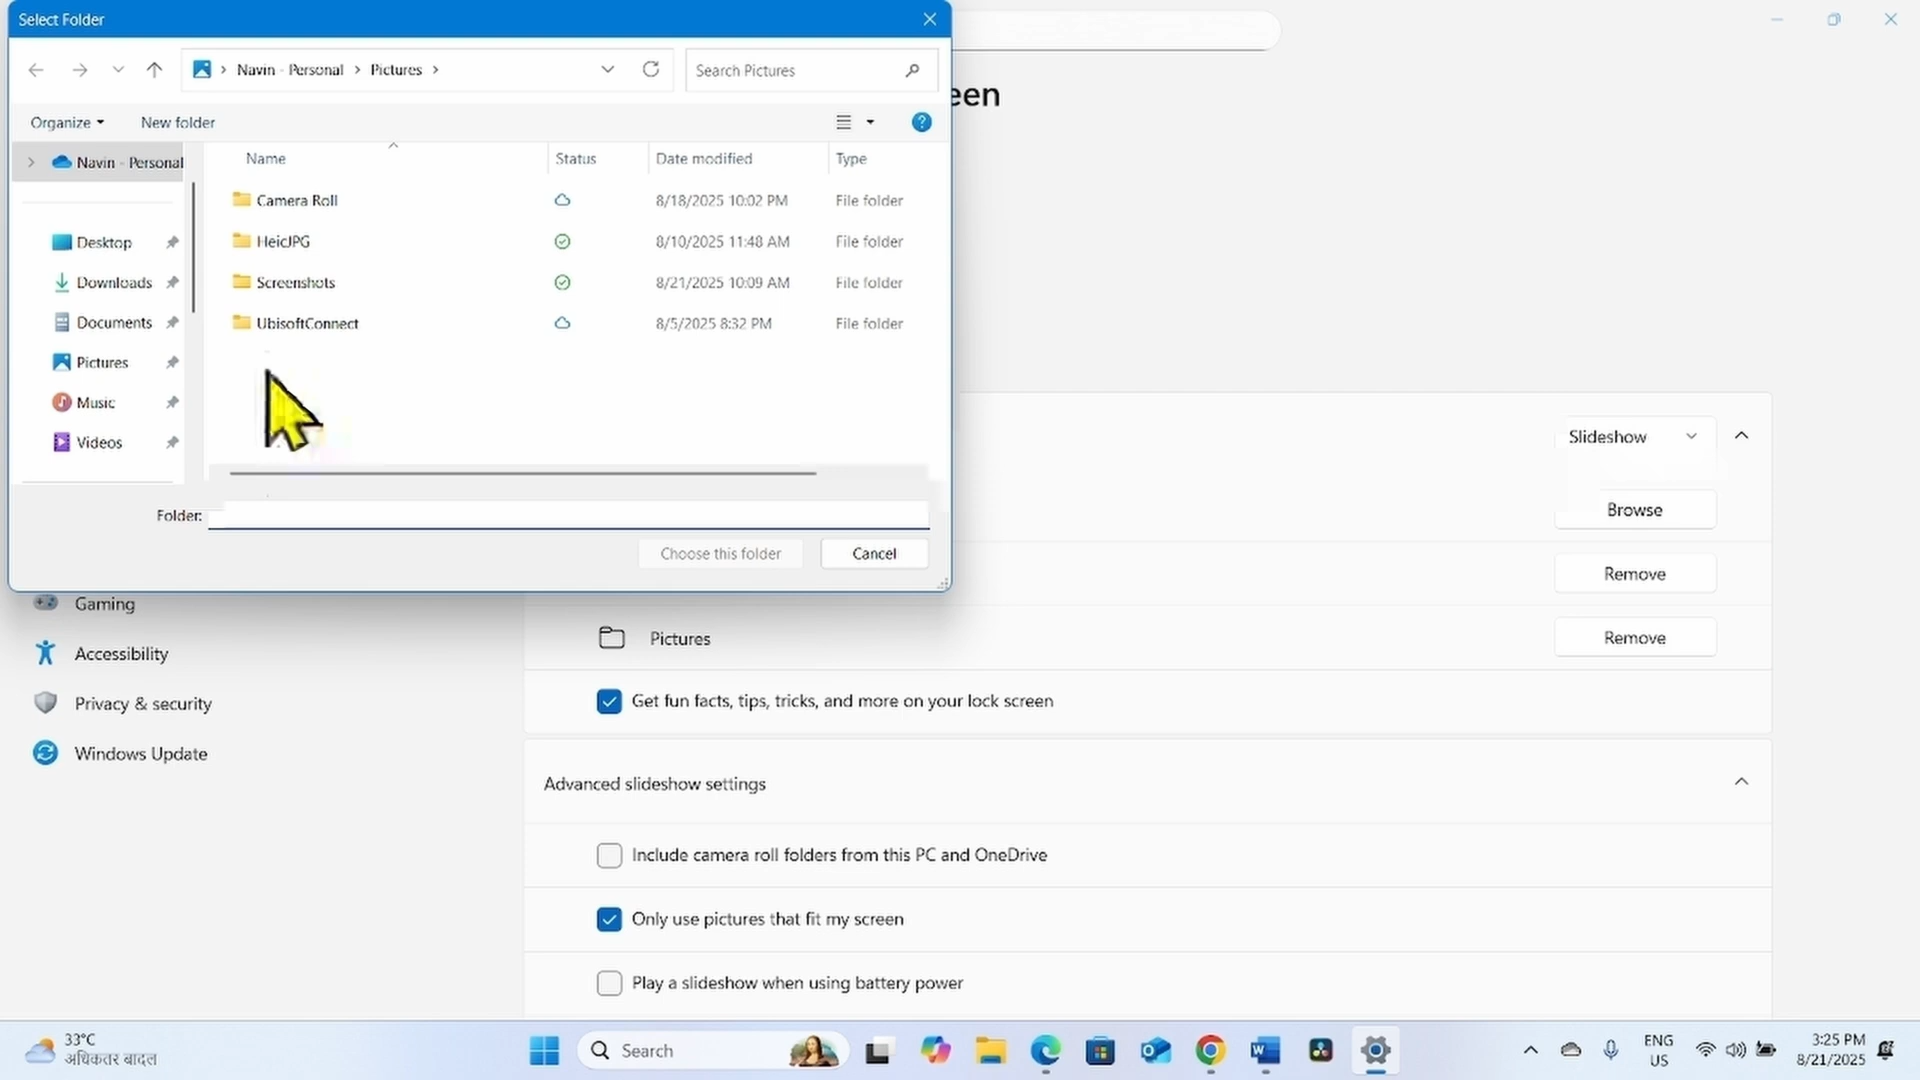 Select Folder
Navin - Personal > Pictures >
Search Pictures
Organize
New folder
?
Navin - Personal
Desktop
Downloads
Documents
Pictures
Music
Videos
Name Status Date modified Type
Camera Roll 8/18/2025 10:02 PM File folder
HeicJPG 8/10/2025 11:48 AM File folder
Screenshots 8/21/2025 10:09 AM File folder
UbisoftConnect 8/5/2025 8:32 PM File folder
Folder:
Choose this folder
Cancel
een
Slideshow
Browse
Remove
Pictures
Remove
Get fun facts, tips, tricks, and more on your lock screen
Advanced slideshow settings
Include camera roll folders from this PC and OneDrive
Only use pictures that fit my screen
Play a slideshow when using battery power
Gaming
Accessibility
Privacy & security
Windows Update
33°C
अधिकतर बादल
Search
ENG
US
3:25 PM
8/21/2025